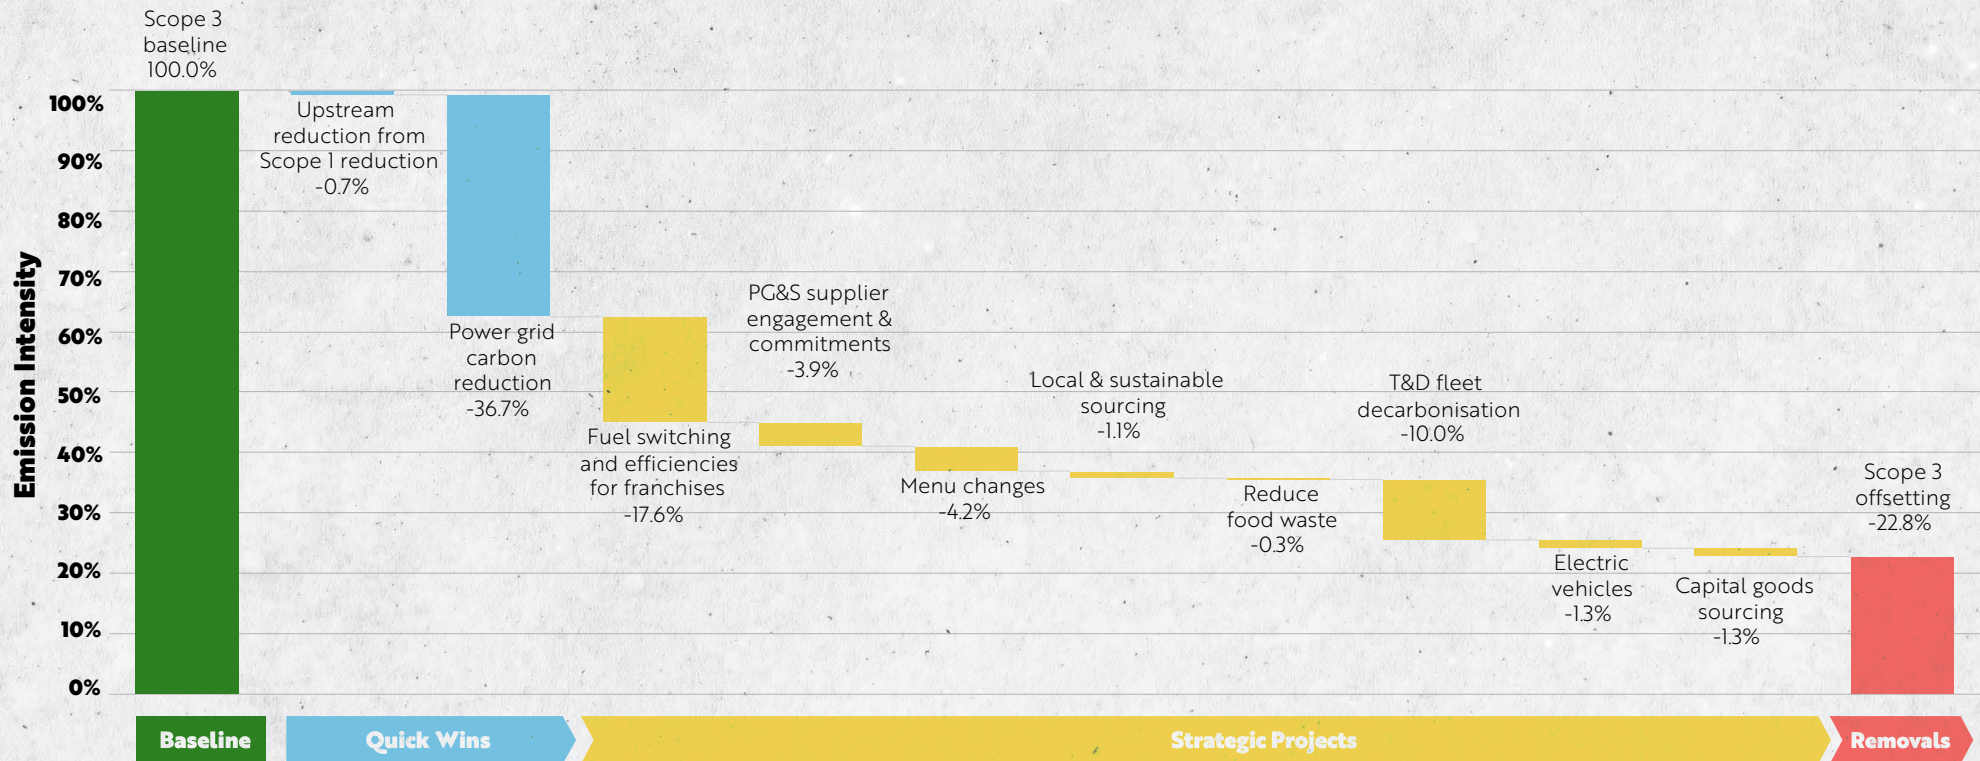 Scope 3
baseline
100.0%
100%
90%
80%
70%
60%
50%
40%
30%
20%
10%
0%
Emission Intensity
Upstream
reduction from
Scope 1 reduction
-0.7%
Power grid
carbon
reduction
-36.7%
Fuel switching
and efficiencies
for franchises
-17.6%
PG&S supplier
engagement &
commitments
-3.9%
Menu changes
-4.2%
Local & sustainable
sourcing
-1.1%
Reduce
food waste
-0.3%
T&D fleet
decarbonisation
-10.0%
Electric
vehicles
-1.3%
Capital goods
sourcing
-1.3%
Scope 3
offsetting
-22.8%
Baseline
Quick Wins
Strategic Projects
Removals